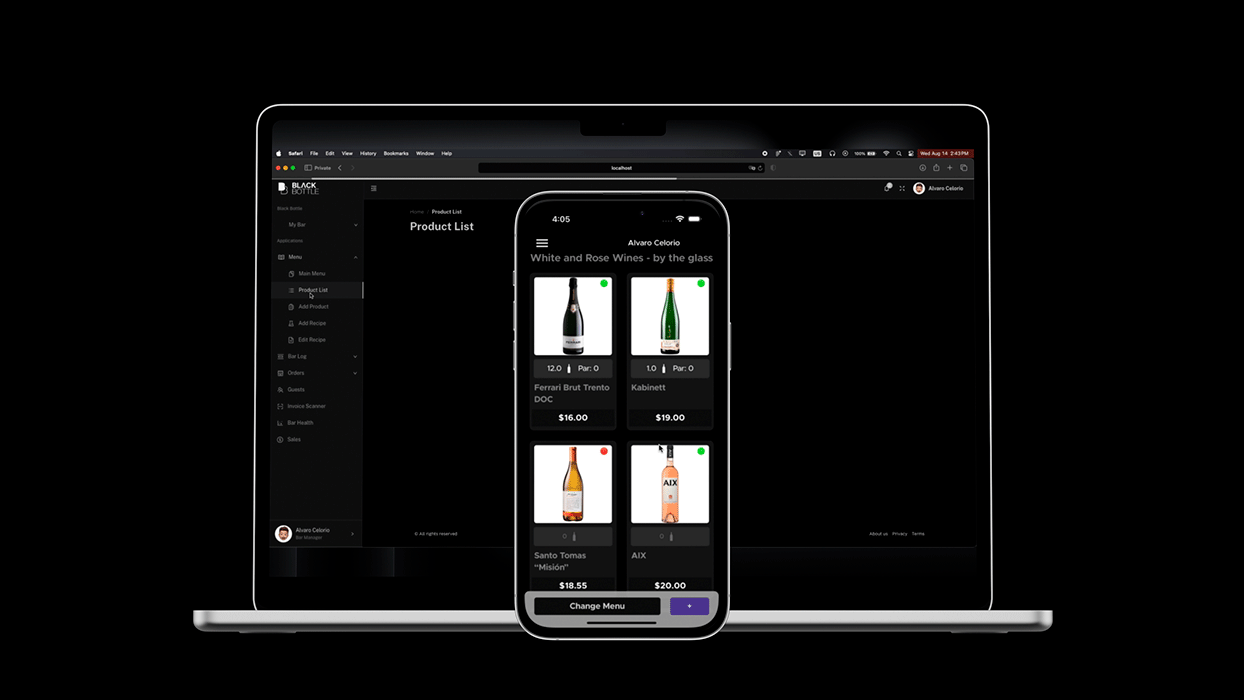 Safari File Edit View History Bookmarks Window Help
100%
Wed Aug 14 2:43PM
Private
localhost
BLACK
BOTTLE
Alvaro Celorio
Black Bottle
My Bar
Applications
Menu
Main Menu
Product List
Add Product
Add Recipe
Edit Recipe
Bar Log
Orders
Guests
Invoice Scanner
Bar Health
Sales
Alvaro Celorio
Bar Manager
Home Product List
Product List
© All rights reserved
About us Privacy Terms
4:05
Alvaro Celorio
White and Rose Wines - by the glass
12.0 Par: 0
Ferrari Brut Trento
DOC
$16.00
1.0 Par: 0
Kabinett
$19.00
0
Santo Tomas
“Misión”
$18.55
AIX
0
AIX
$20.00
Change Menu
+